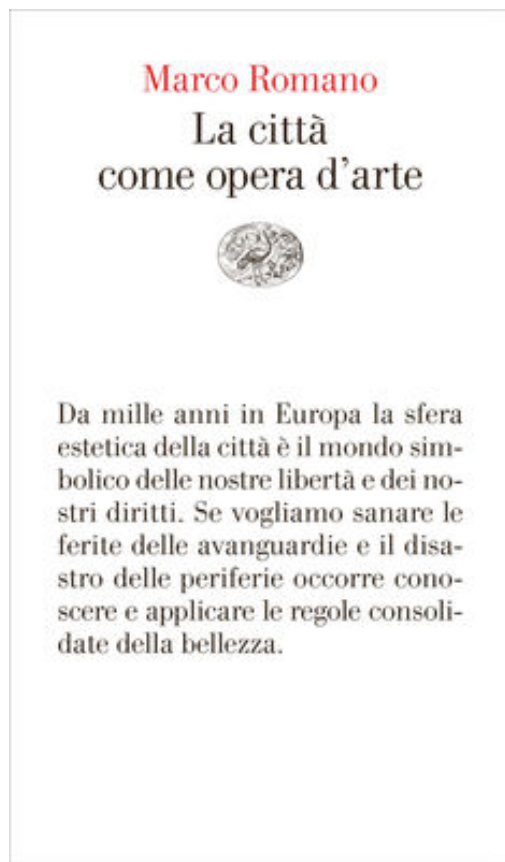 Marco Romano
La città
come opera d'arte
Da mille anni in Europa la sfera
estetica della città è il mondo sim-
bolico delle nostre libertà e dei no-
stri diritti. Se vogliamo sanare le
ferite delle avanguardie e il disa-
stro delle periferie occorre cono-
scere e applicare le regole consoli-
date della bellezza.